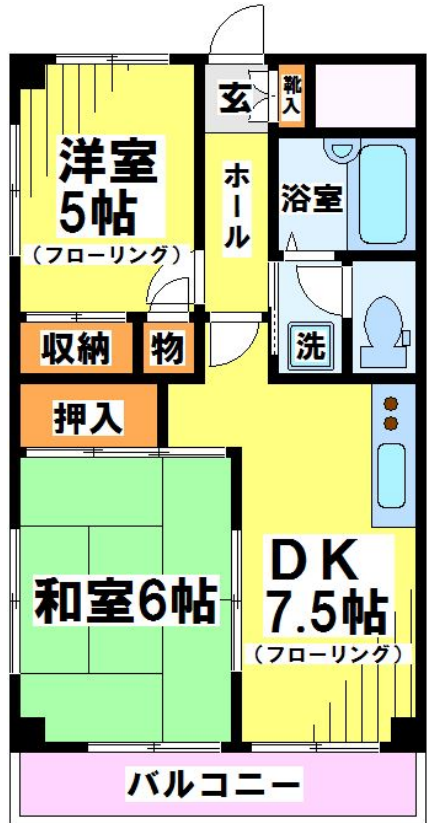 玄
靴入
洋室
5帖
(フローリング)
ホール
浴室
収納
物
洗
押入
DK
7.5帖
(フローリング)
和室6帖
バルコニー